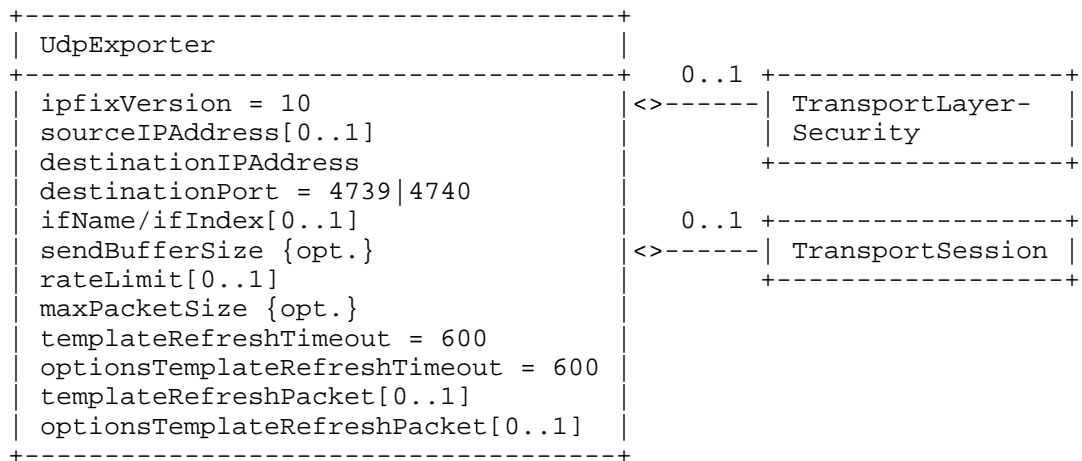 +-------------------------------------+
| UdpExporter                         |
+-------------------------------------+   0..1 +------------------+
| ipfixVersion = 10                   |<>------| TransportLayer-  |
| sourceIPAddress[0..1]               |        | Security         |
| destinationIPAddress                |        +------------------+
| destinationPort = 4739|4740         |
| ifName/ifIndex[0..1]                |   0..1 +------------------+
| sendBufferSize {opt.}               |<>------| TransportSession |
| rateLimit[0..1]                     |        +------------------+
| maxPacketSize {opt.}                |
| templateRefreshTimeout = 600        |
| optionsTemplateRefreshTimeout = 600 |
| templateRefreshPacket[0..1]         |
| optionsTemplateRefreshPacket[0..1]  |
+-------------------------------------+